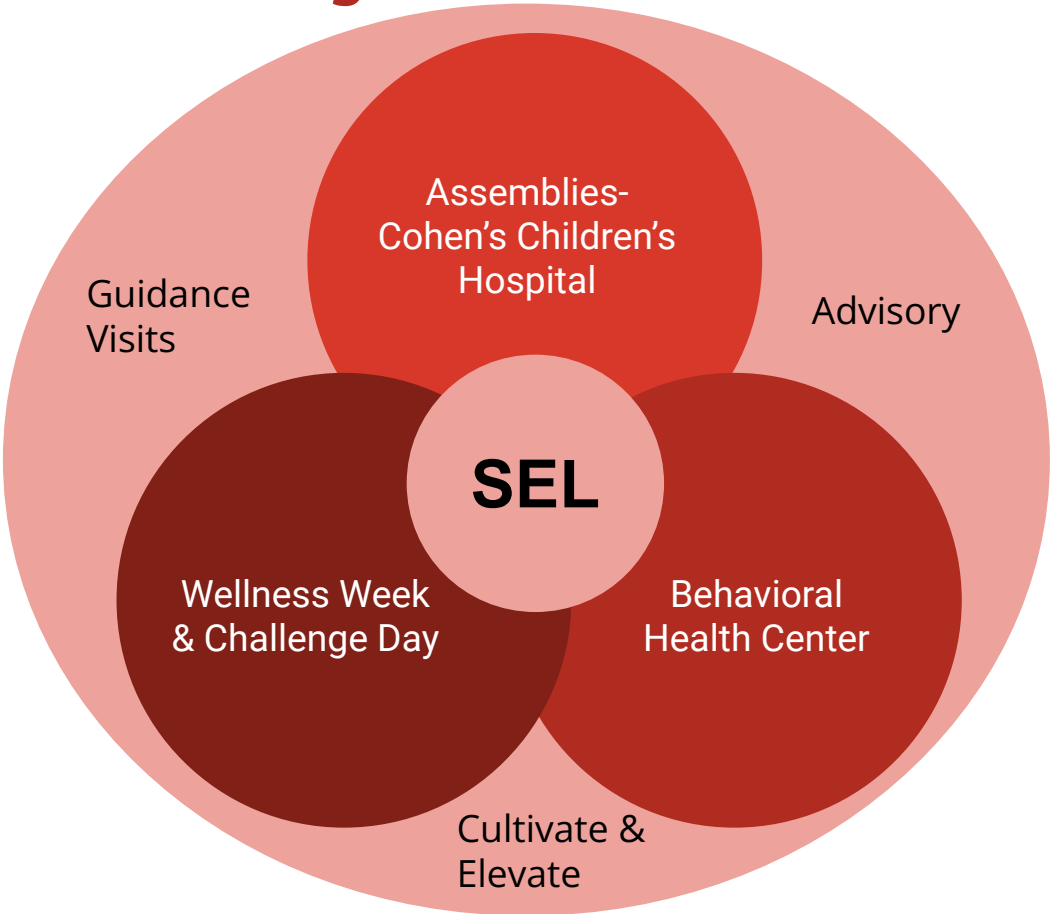 Assemblies-
Cohen’s Children’s
Hospital
Guidance
Visits
Advisory
SEL
Wellness Week
& Challenge Day
Behavioral
Health Center
Cultivate &
Elevate